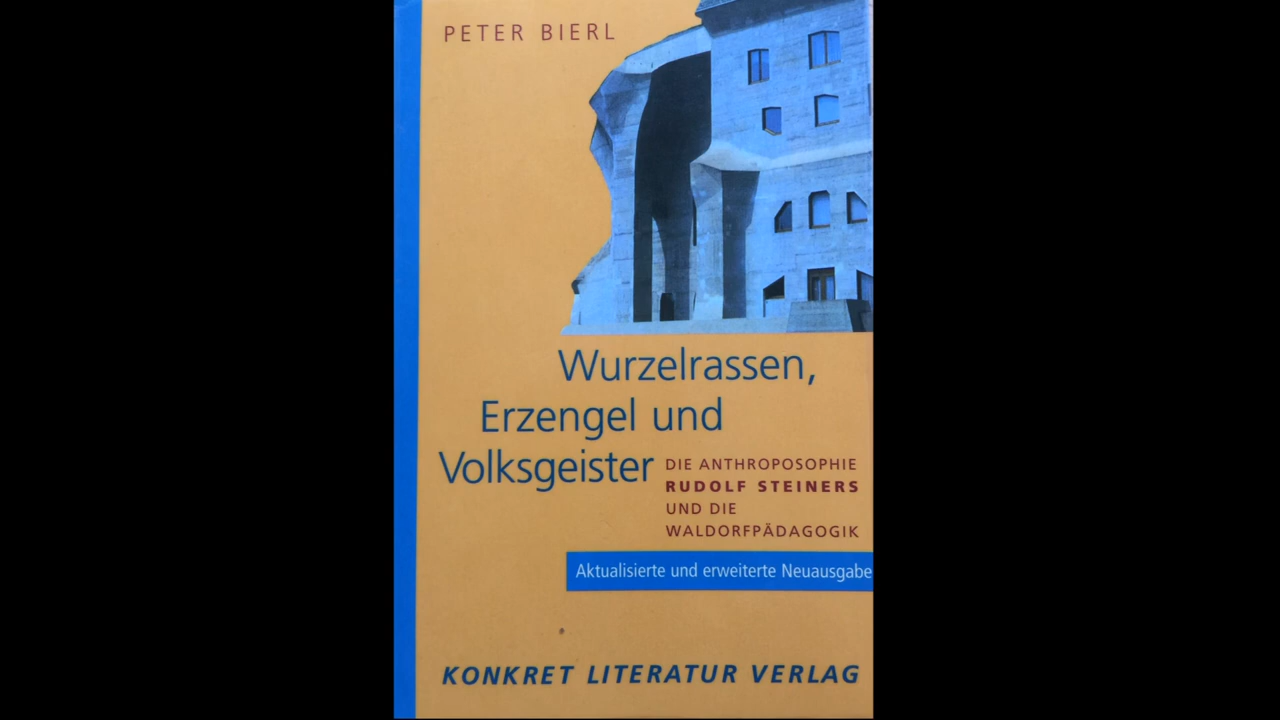 PETER BIERL
Wurzelrassen,
Erzengel und
Volksgeister
DIE ANTHROPOSOPHIE
RUDOLF STEINERS
UND DIE
WALDORFPÄDAGOGIK
Aktualisierte und erweiterte Neuausgabe
KONKRET LITERATUR VERLAG